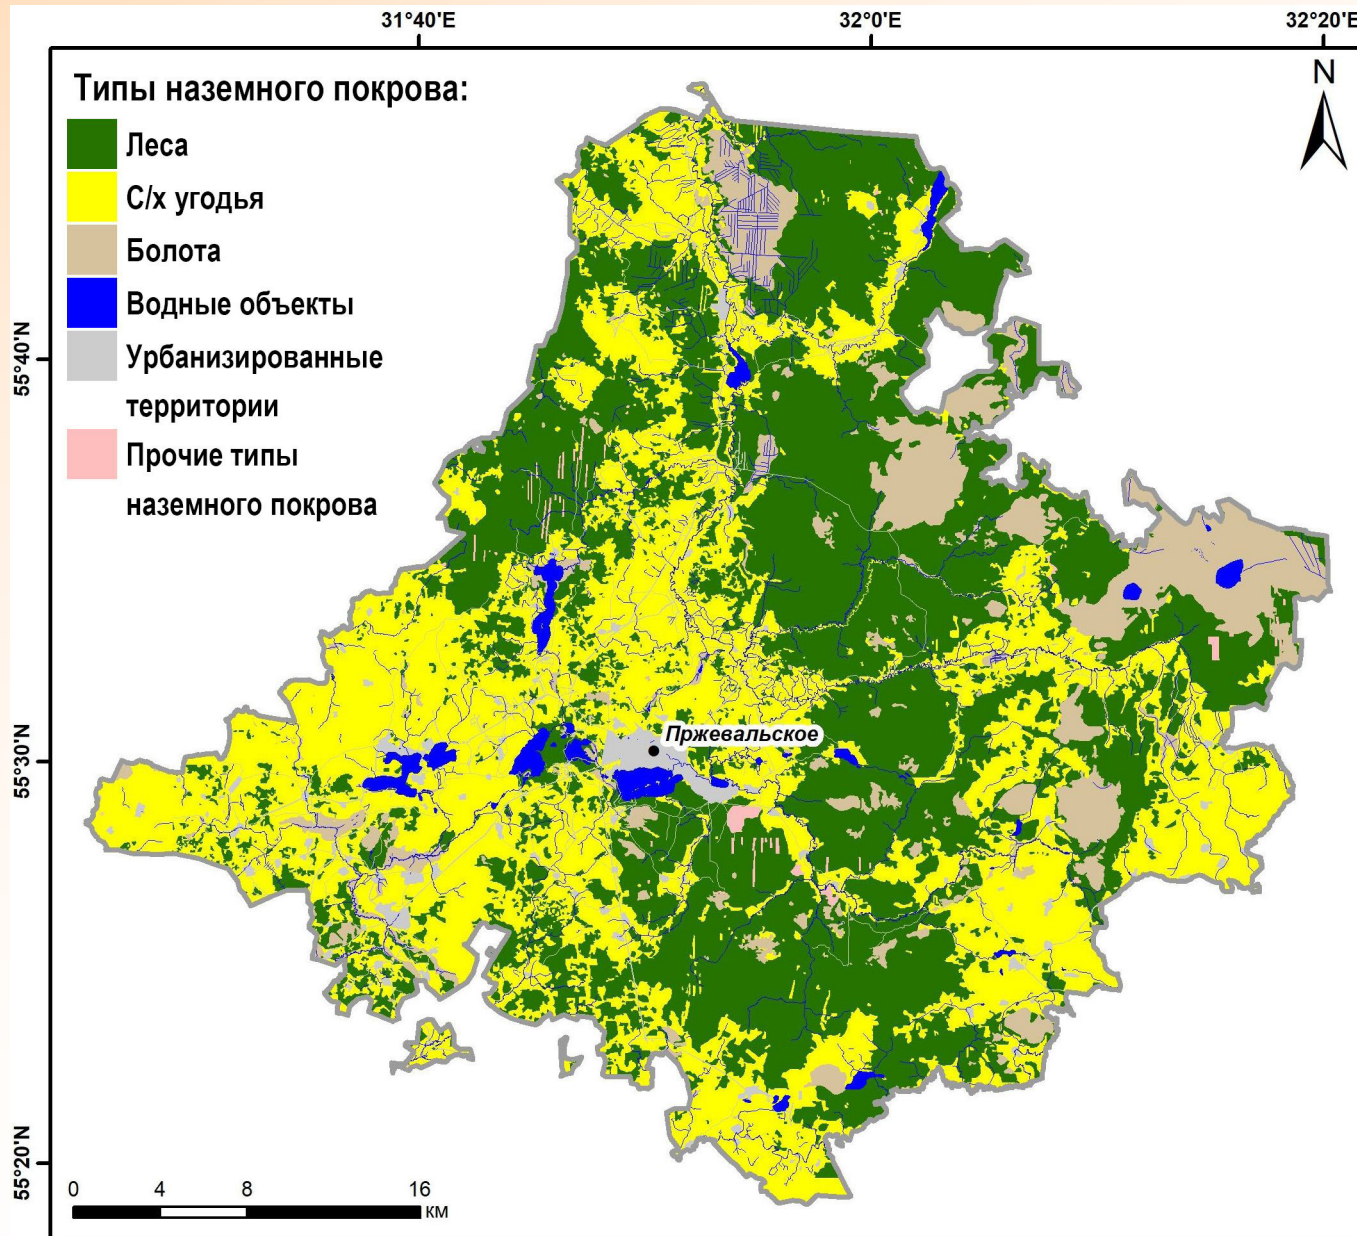 31°40'E
32°0'E
32°20'E
N
Типы наземного покрова:
Леса
С/х угодья
Болота
Водные объекты
Урбанизированные
территории
Прочие типы
наземного покрова
55°40'N
55°30'N
55°20'N
Пржевальское
0 4 8 16
км